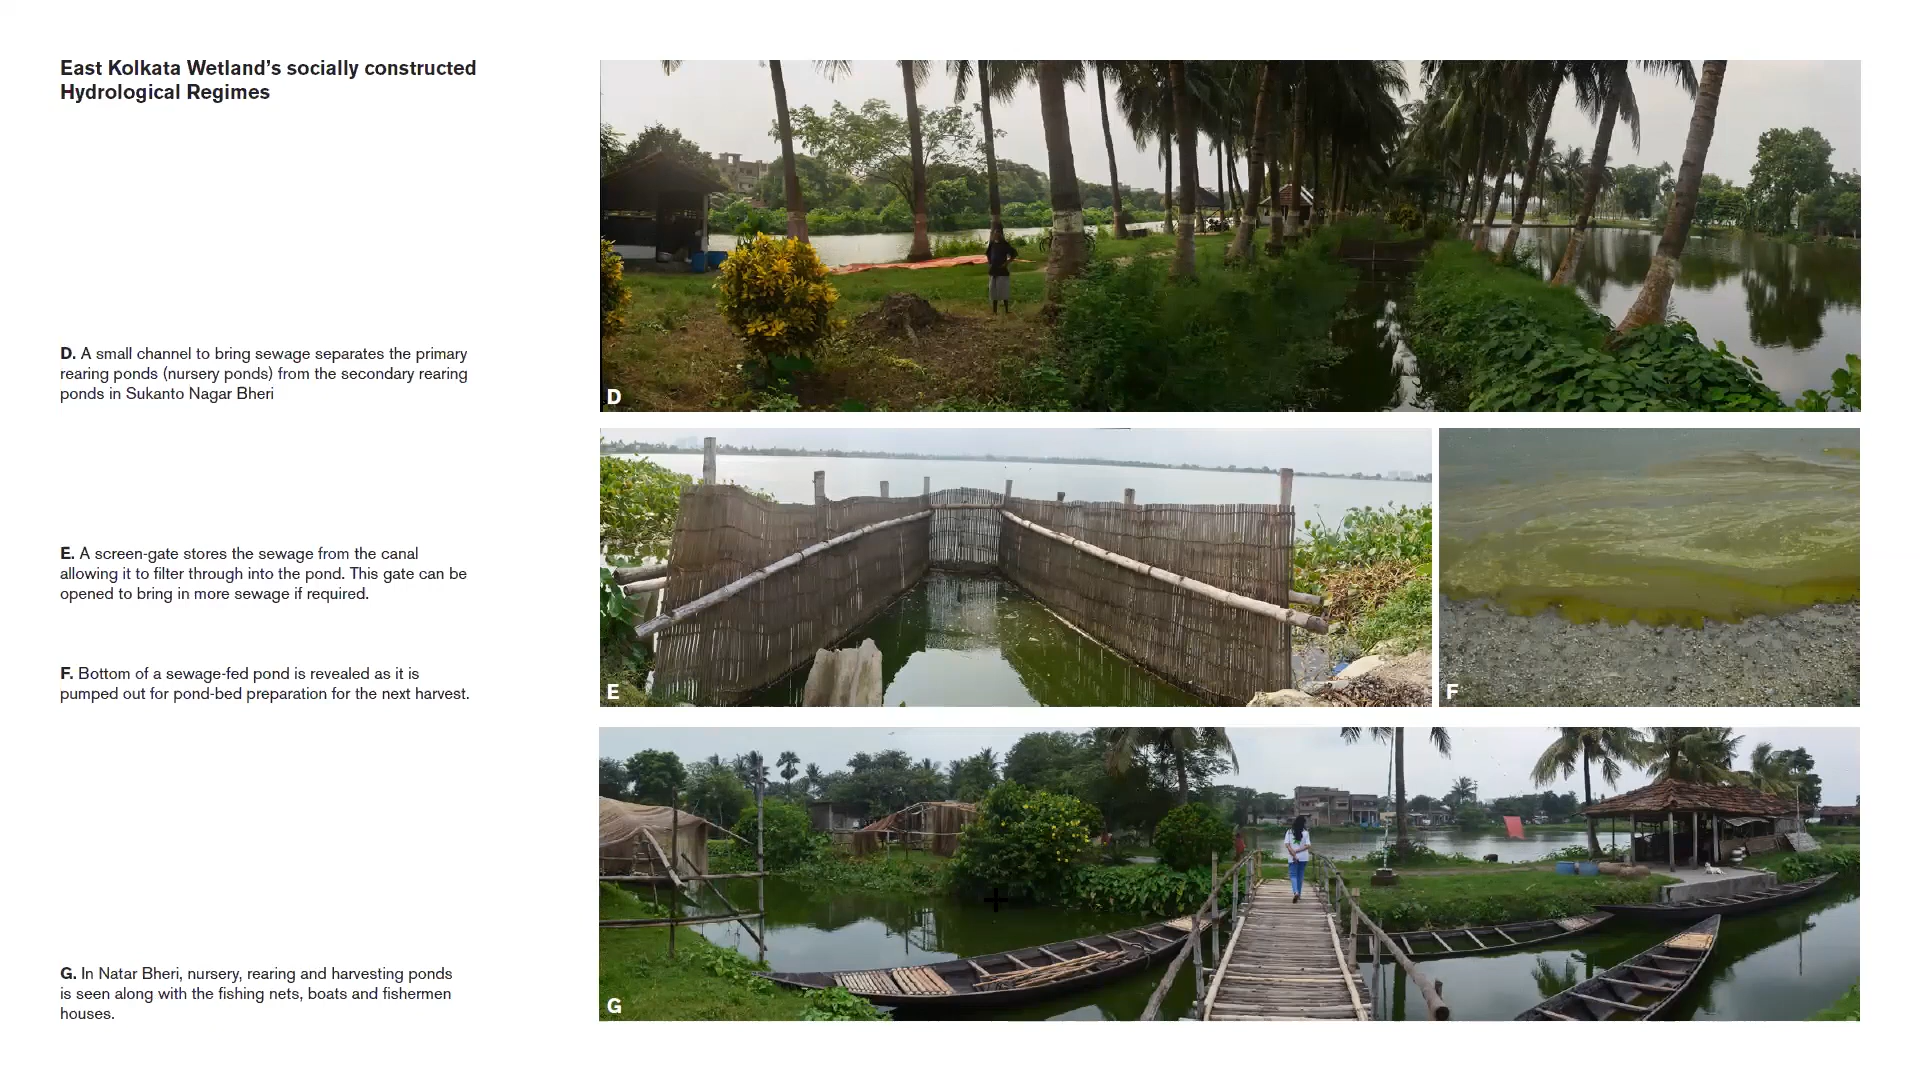 East Kolkata Wetland's socially constructed
Hydrological Regimes
D. A small channel to bring sewage separates the primary
rearing ponds (nursery ponds) from the secondary rearing
ponds in Sukanto Nagar Bheri
E. A screen-gate stores the sewage from the canal
allowing it to filter through into the pond. This gate can be
opened to bring in more sewage if required.
F. Bottom of a sewage-fed pond is revealed as it is
pumped out for pond-bed preparation for the next harvest.
G. In Natar Bheri, nursery, rearing and harvesting ponds
is seen along with the fishing nets, boats and fishermen
houses.
D
E
F
G